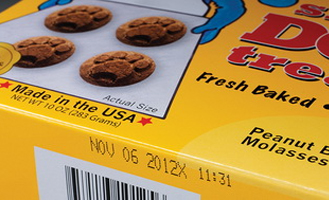 Actual Size
Made in the USA
NET WT 10 OZ (283 Grams)
Fresh Baked
Peanut
Molasses
NOV 06 2012X 11:31